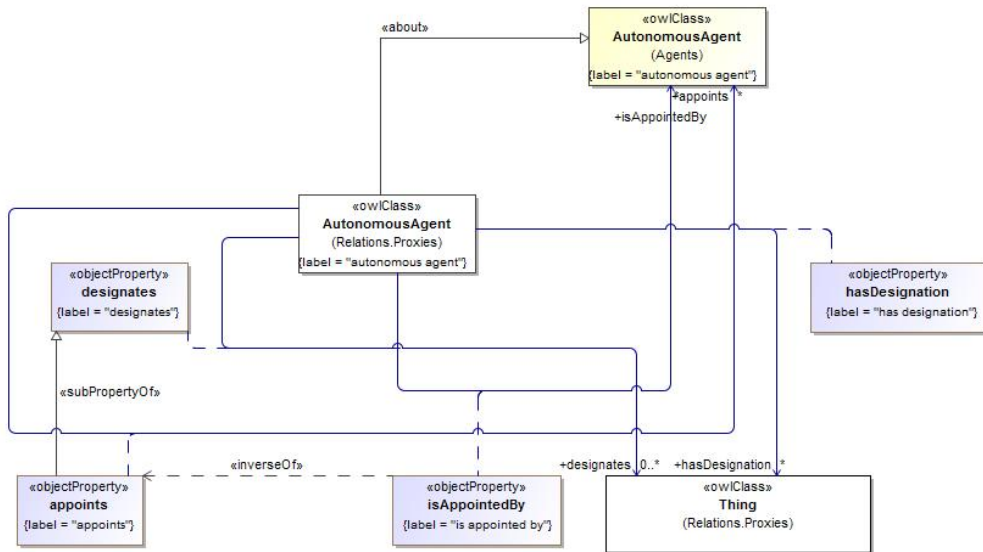 «about»
«owlClass»
AutonomousAgent
(Agents)
{label = "autonomous agent"}
+appoints *
+isAppointedBy
«owlClass»
AutonomousAgent
(Relations.Proxies)
{label = "autonomous agent"}
«objectProperty»
designates
{label = "designates"}
«objectProperty»
hasDesignation
{label = "has designation"}
«subPropertyOf»
«inverseOf»
+designates 0..* +hasDesignation *
«objectProperty»
appoints
{label = "appoints"}
«objectProperty»
isAppointedBy
{label = "is appointed by"}
«owlClass»
Thing
(Relations.Proxies)